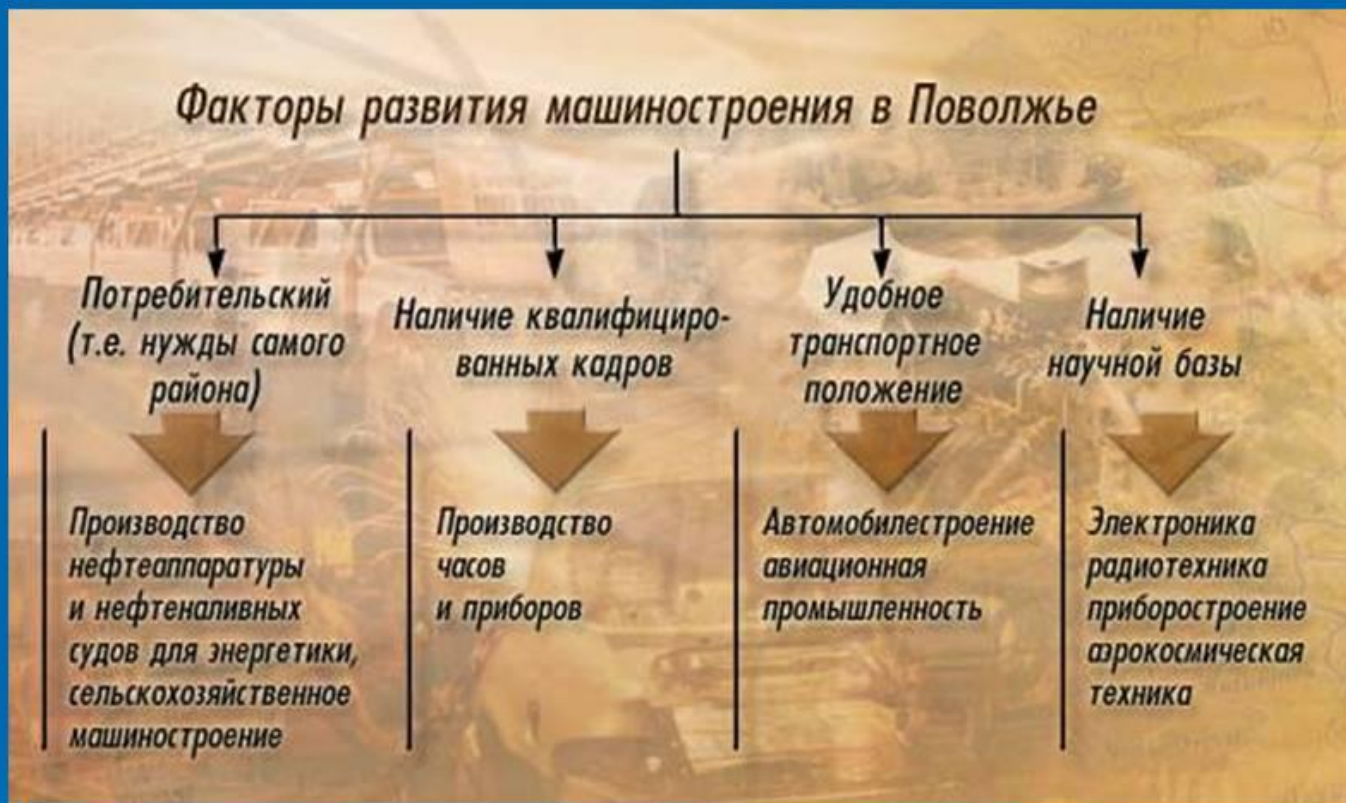 Факторы развития машиностроения в Поволжье
Потребительский
(т.е. нужды самого
района)
Производство
нефтеаппаратуры
и нефтеналивных
судов для энергетики,
сельскохозяйственное
машиностроение
Наличие квалифициро-
ванных кадров
Производство
часов
и приборов
Удобное
транспортное
положение
Автомобилестроение
авиационная
промышленность
Наличие
научной базы
Электроника
радиотехника
приборостроение
аэрокосмическая
техника